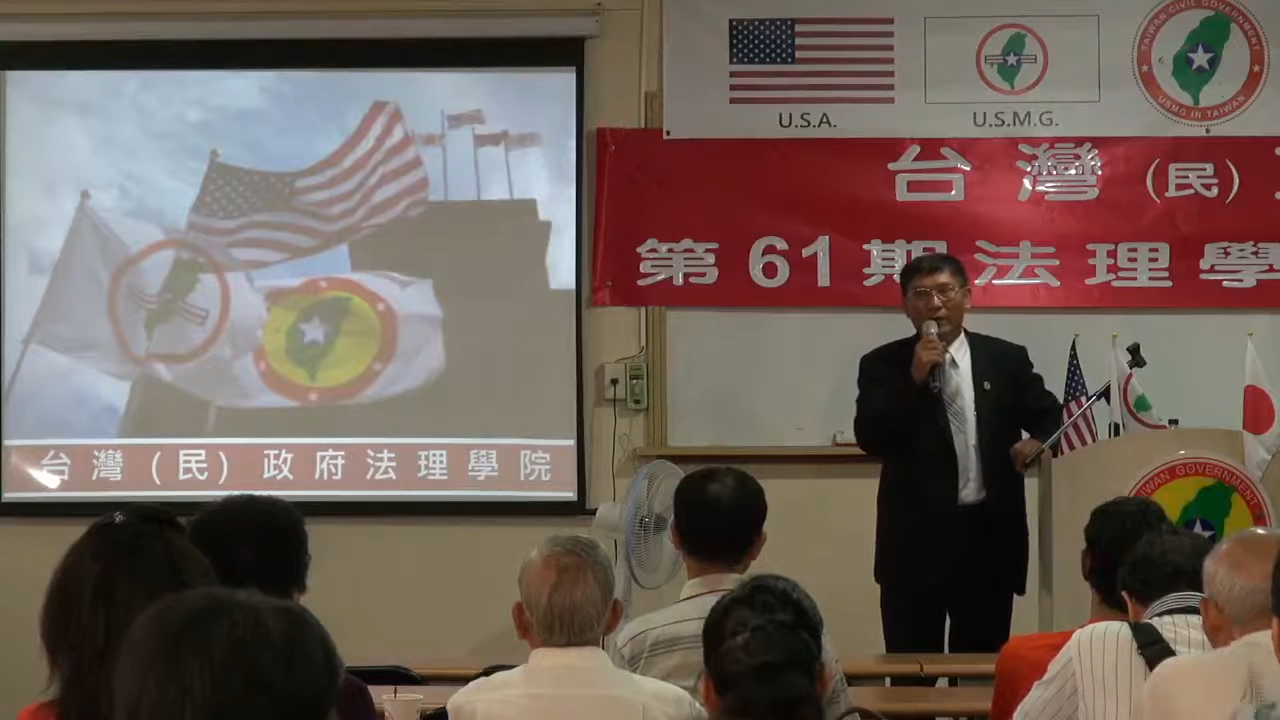 U.S.A.
U.S.M.G.
TAIWAN CIVIL GOVERNMENT
USMG IN TAIWAN
台灣(民)
第61期法理學
台灣(民)政府法理學院
TAIWAN GOVERNMENT